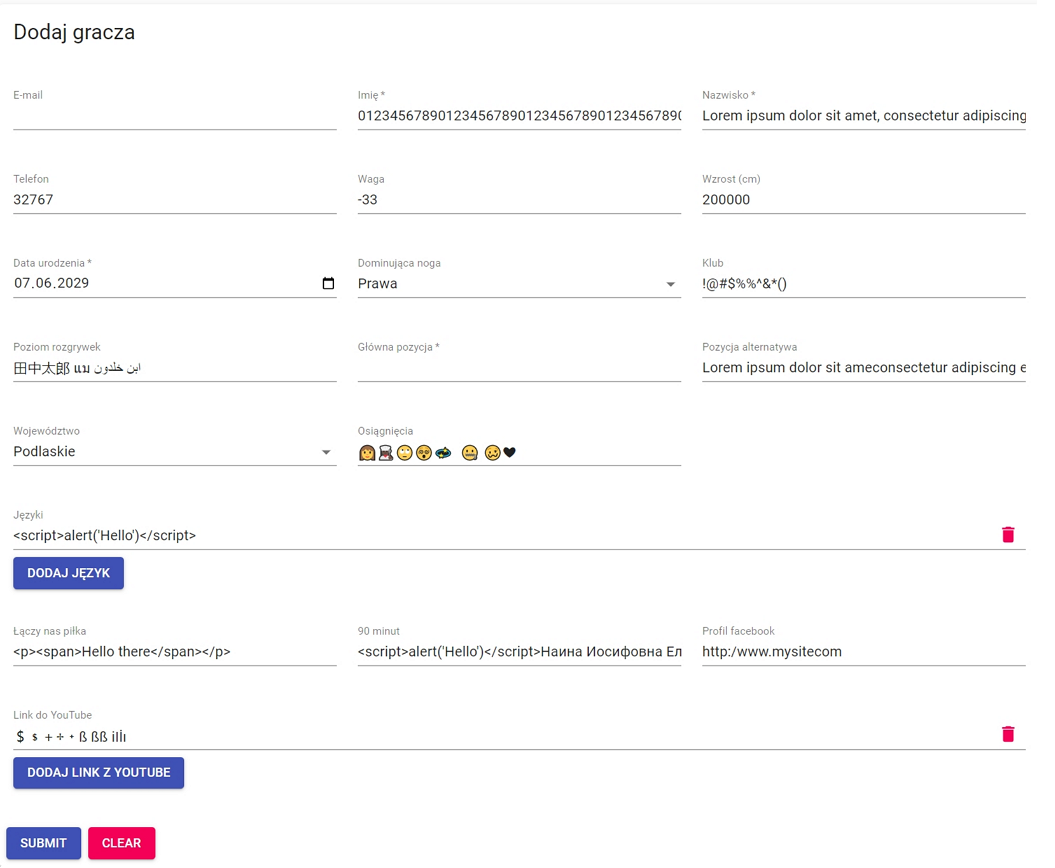 Dodaj gracza
E-mail
Imię *
Nazwisko *
01234567890123456789012345678901234567890
Lorem ipsum dolor sit amet, consectetur adipiscing
Telefon
Waga
Wzrost (cm)
32767
-33
200000
Data urodzenia *
Dominująca noga
Klub
07.06.2029
Prawa
!@#$%%^&*()
Poziom rozgrywek
Główna pozycja *
Pozycja alternatywa
田中太郎 นม ابن خلدون
Lorem ipsum dolor sit ameconsectetur adipiscing e
Województwo
Osiągnięcia
Podlaskie
👩👨🏿‍🍳🙄😵💫 🤐 🥴🖤
Języki
<script>alert('Hello')</script>
DODAJ JĘZYK
Łączy nas piłka
90 minut
Profil facebook
<p><span>Hello there</span></p>
<script>alert('Hello')</script>Наина Иосифовна Ел
http:/www.mysitecom
Link do YouTube
＄ ﹩ + ÷ ﹢ ß ßß iIİı
DODAJ LINK Z YOUTUBE
SUBMIT
CLEAR